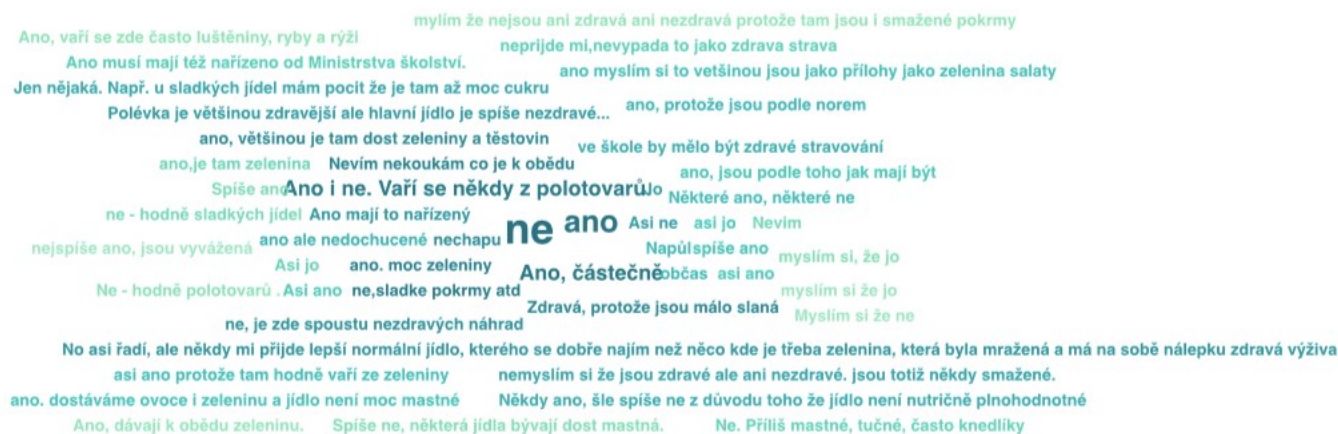 mylím že nejsou ani zdravá ani nezdravá protože tam jsou i smažené pokrmy
Ano, vaří se zde často luštěniny, ryby a rýži
neprijde mi,nevypada to jako zdrava strava
Ano musí mají též nařízeno od Ministrstva školství.
ano myslím si to vetšinou jsou jako přílohy jako zelenina salaty
Jen nějaká. Např. u sladkých jídel mám pocit že je tam až moc cukru
Polévka je většinou zdravější ale hlavní jídlo je spíše nezdravé...
ano, protože jsou podle norem
ano, většinou je tam dost zeleniny a těstovin
ve škole by mělo být zdravé stravování
ano,je tam zelenina
Nevím nekoukám co je k obědu
ano, jsou podle toho jak mají být
Spíše ano
Ano i ne. Vaří se někdy z polotovarů.
Jo
Některé ano, některé ne
ne - hodně sladkých jídel
Ano mají to nařízený
ne
ano
Asi ne
asi jo
Nevim
nejspíše ano, jsou vyvážená
ano ale nedochucené
nechapu
Napůl
spíše ano
myslím si, že jo
Asi jo
ano. moc zeleniny
Ano, částečně
občas
asi ano
Ne - hodně polotovarů .
Asi ano
ne,sladke pokrmy atd
myslím si že jo
Zdravá, protože jsou málo slaná
Myslím si že ne
ne, je zde spoustu nezdravých náhrad
No asi řadí, ale někdy mi přijde lepší normální jídlo, kterého se dobře najím než něco kde je třeba zelenina, která byla mražená a má na sobě nálepku zdravá výživa
asi ano protože tam hodně vaří ze zeleniny
nemyslím si že jsou zdravé ale ani nezdravé. jsou totiž někdy smažené.
ano. dostáváme ovoce i zeleninu a jídlo není moc mastné
Někdy ano, šle spíše ne z důvodu toho že jídlo není nutričně plnohodnotné
Ano, dávají k obědu zeleninu.
Spíše ne, některá jídla bývají dost mastná.
Ne. Příliš mastné, tučné, často knedlíky